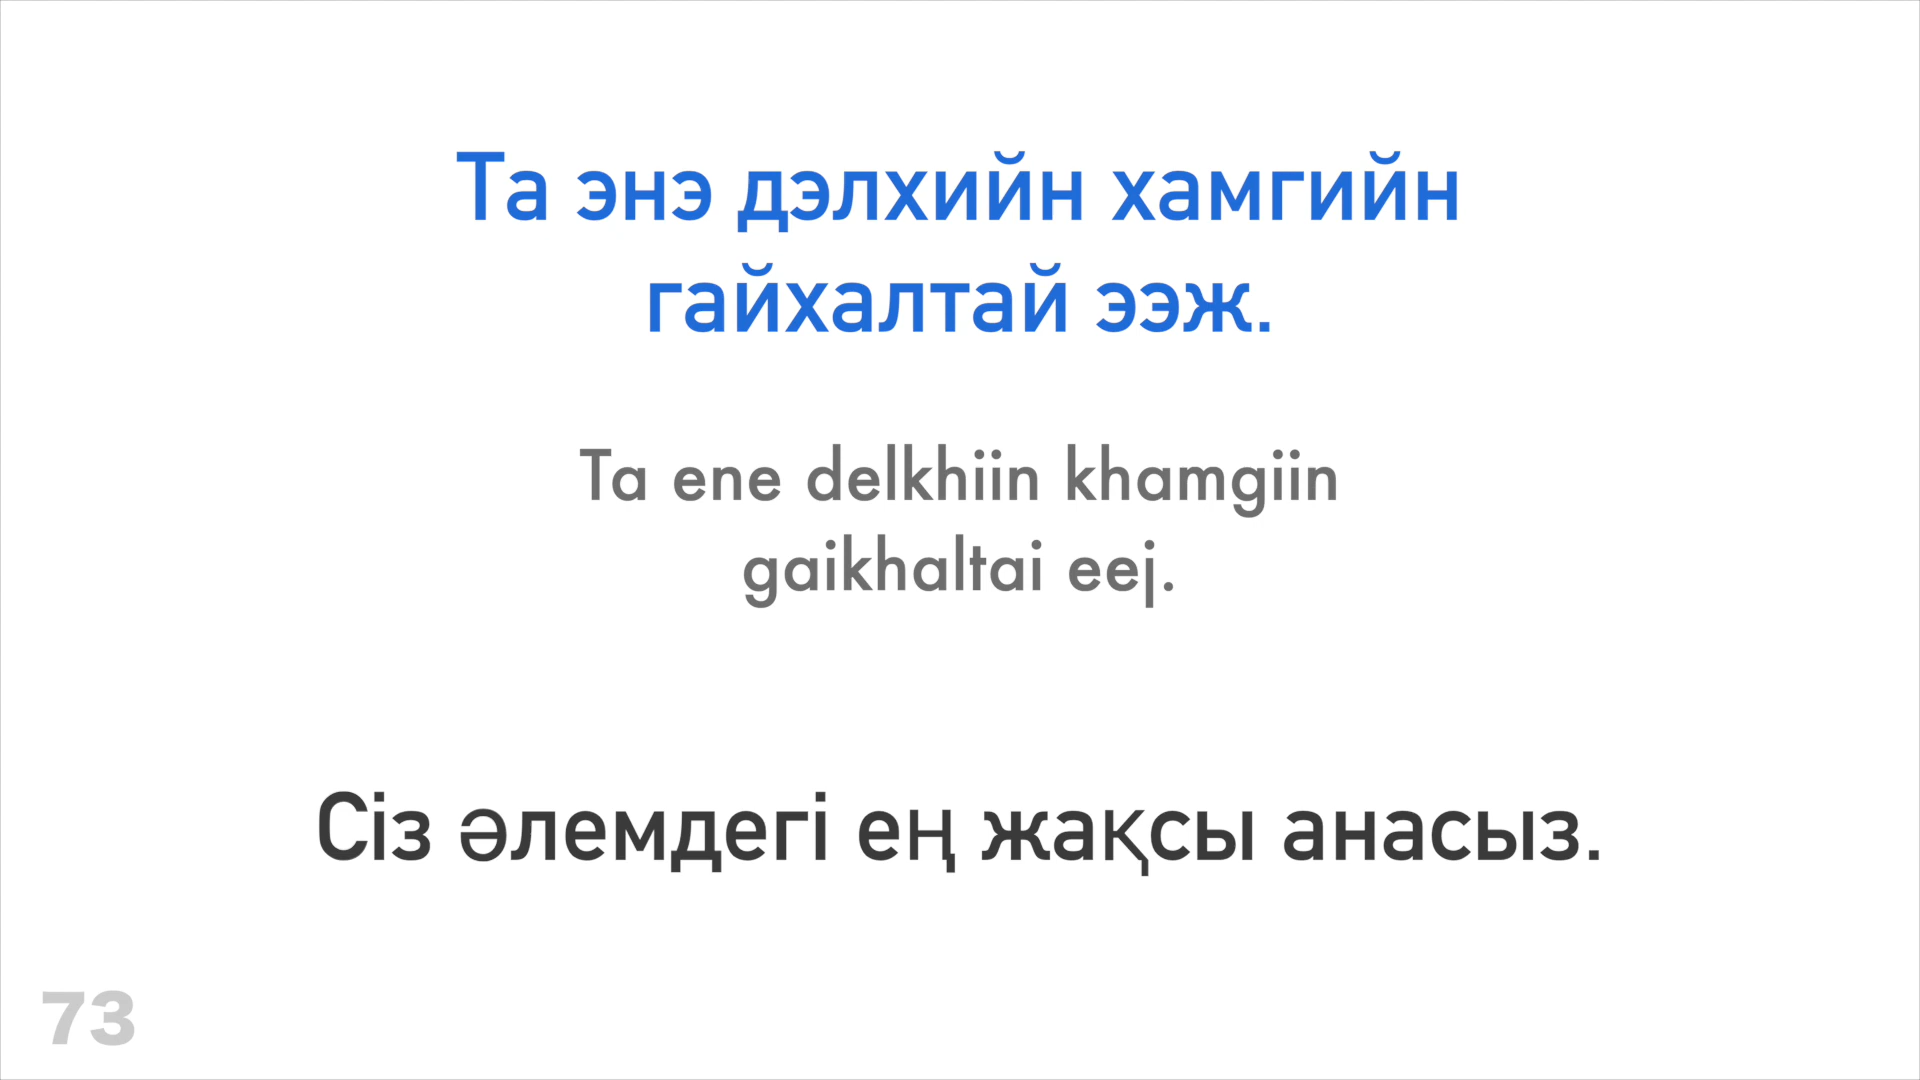 Та энэ дэлхийн хамгийн
гайхалтай ээж.
Ta ene delkhiin khamgiin
gaikhaltai eej.
Сіз әлемдегі ең жақсы анасыз.
73